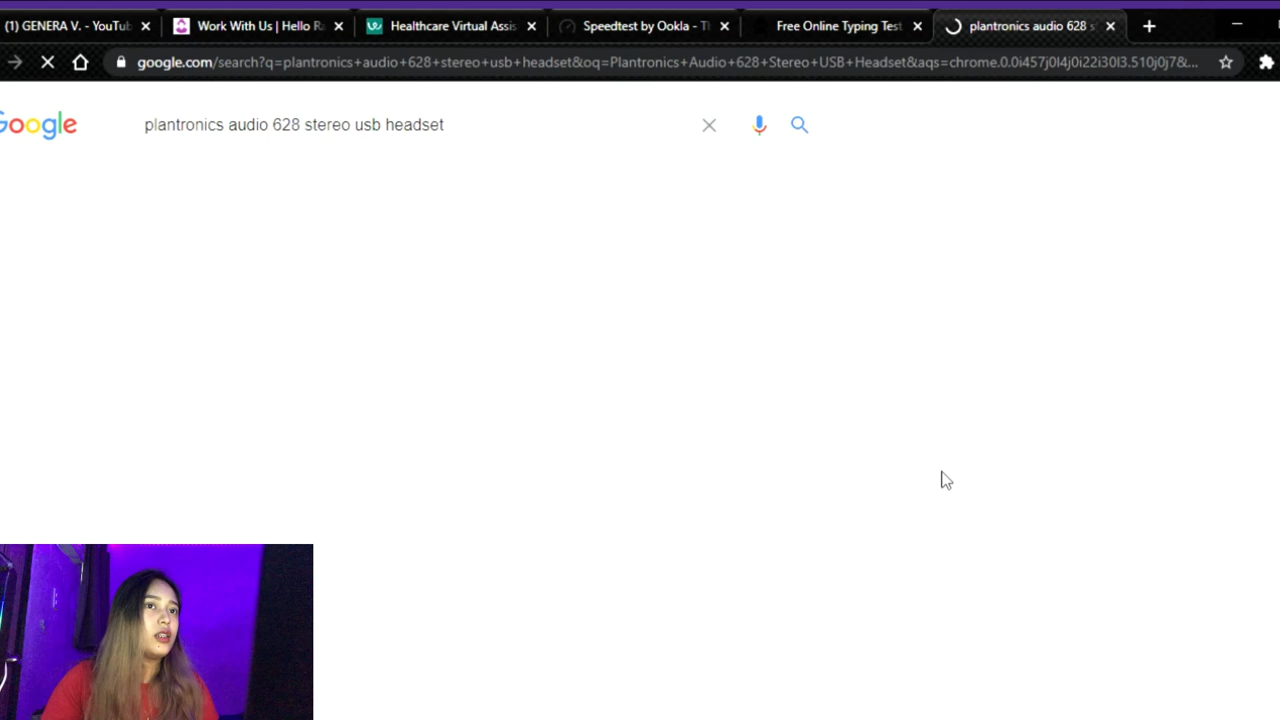 (1) GENERA V. - YouTub
Work With Us | Hello Ra
Healthcare Virtual Assis
Speedtest by Ookla - Th
Free Online Typing Test
plantronics audio 628 s
google.com/search?q=plantronics+audio+628+stereo+usb+headset&oq=Plantronics+Audio+628+Stereo+USB+Headset&aqs=chrome.0.0i457j0l4j0i22i30l3.510j0j7&...
Google
plantronics audio 628 stereo usb headset